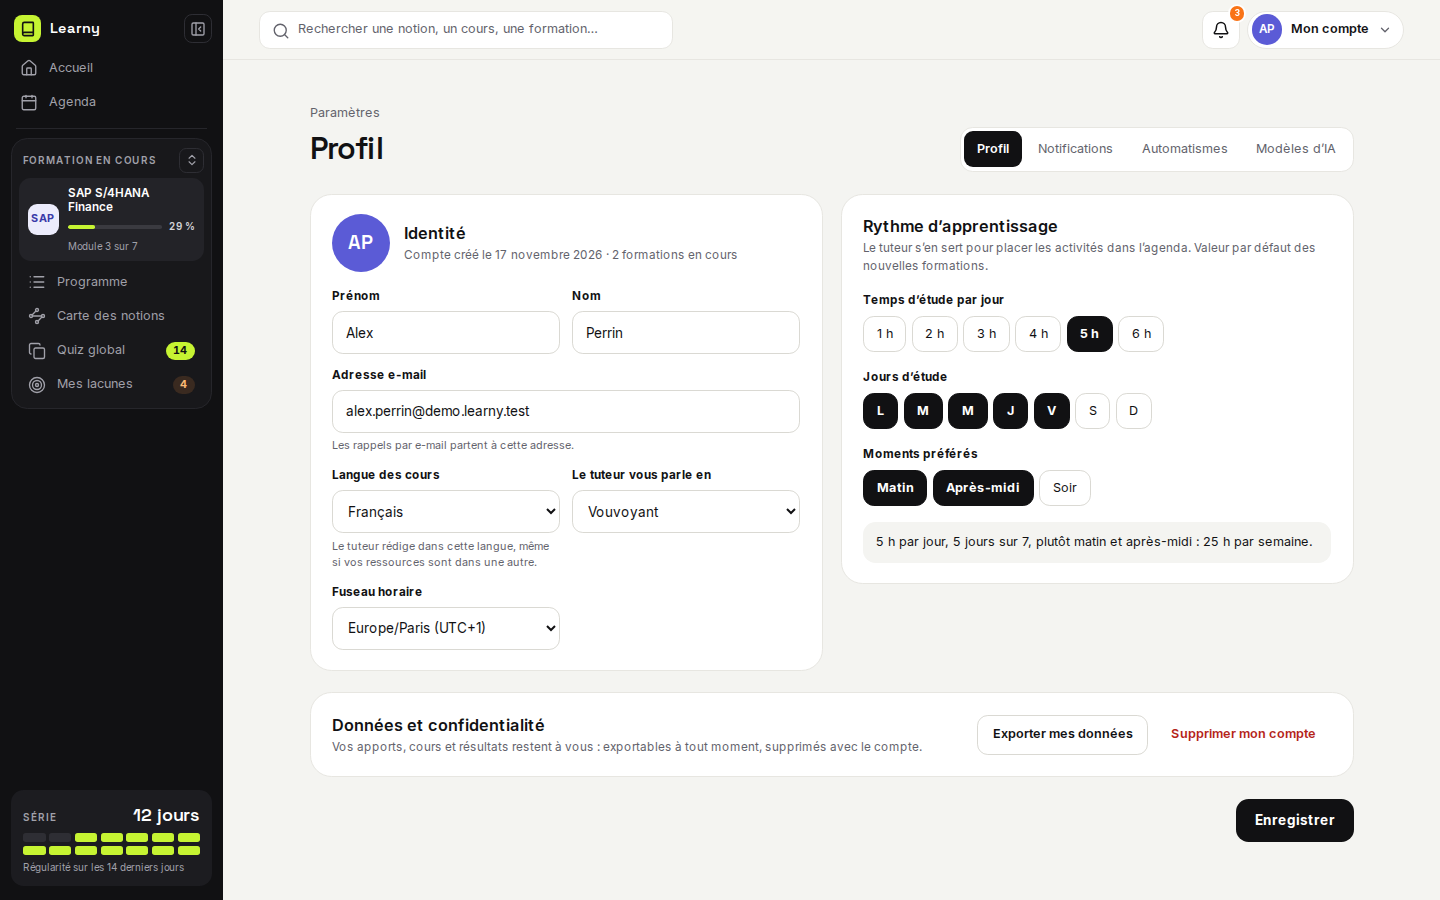 Learny
Accueil
Agenda
FORMATION EN COURS
SAP
SAP S/4HANA
Finance
29 %
Module 3 sur 7
Programme
Carte des notions
Quiz global
14
Mes lacunes
4
SÉRIE
12 jours
Régularité sur les 14 derniers jours
Rechercher une notion, un cours, une formation...
3
AP
Mon compte
Paramètres
Profil
Profil
Notifications
Automatismes
Modèles d'IA
AP
Identité
Compte créé le 17 novembre 2026 · 2 formations en cours
Prénom
Nom
Alex
Perrin
Adresse e-mail
alex.perrin@demo.learny.test
Les rappels par e-mail partent à cette adresse.
Langue des cours
Le tuteur vous parle en
Français
Vouvoyant
Le tuteur rédige dans cette langue, même
si vos ressources sont dans une autre.
Fuseau horaire
Europe/Paris (UTC+1)
Rythme d'apprentissage
Le tuteur s'en sert pour placer les activités dans l'agenda. Valeur par défaut des
nouvelles formations.
Temps d'étude par jour
1 h
2 h
3 h
4 h
5 h
6 h
Jours d'étude
L
M
M
J
V
S
D
Moments préférés
Matin
Après-midi
Soir
5 h par jour, 5 jours sur 7, plutôt matin et après-midi : 25 h par semaine.
Données et confidentialité
Vos apports, cours et résultats restent à vous : exportables à tout moment, supprimés avec le compte.
Exporter mes données
Supprimer mon compte
Enregistrer